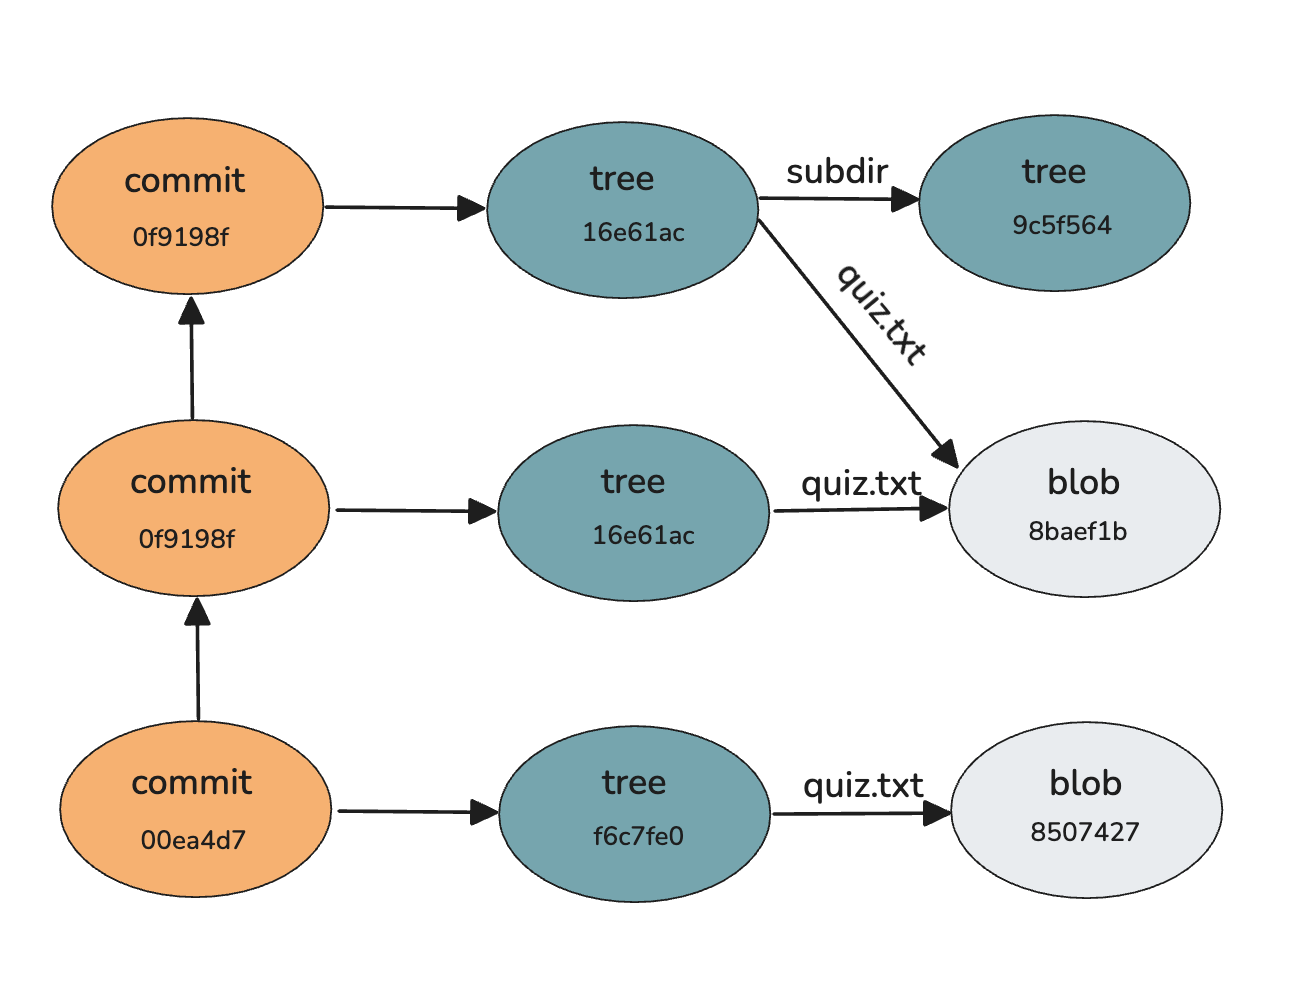 commit
0f9198f
tree
16e61ac
subdir
tree
9c5f564
quiz.txt
commit
0f9198f
tree
16e61ac
quiz.txt
blob
8baef1b
commit
00ea4d7
tree
f6c7fe0
quiz.txt
blob
8507427